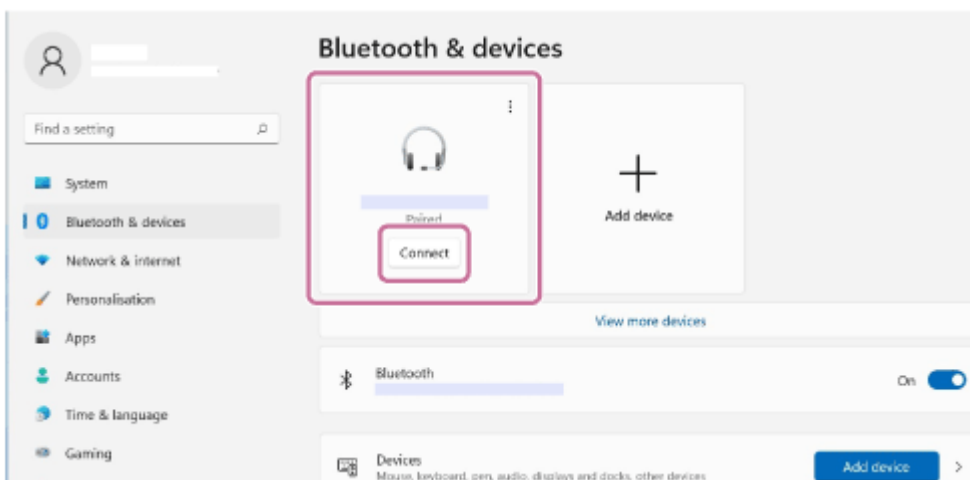 Bluetooth & devices
Find a setting
System
Bluetooth & devices
Network & internet
Personalisation
Apps
Accounts
Time & language
Gaming
Paired
Connect
Add device
View more devices
Bluetooth
On
Devices
Mouse, keyboard, pen, audio, displays and docks, other devices
Add device